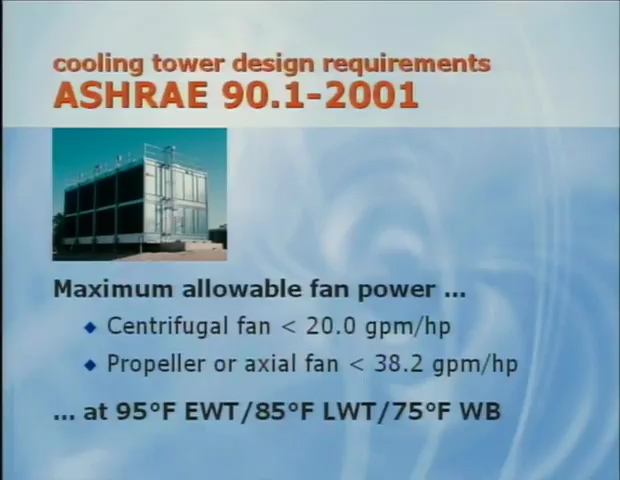 cooling tower design requirements
ASHRAE 90.1-2001
Maximum allowable fan power ...
Centrifugal fan < 20.0 gpm/hp
Propeller or axial fan < 38.2 gpm/hp
... at 95°F EWT/85°F LWT/75°F WB